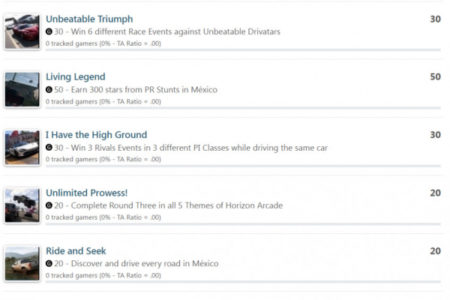 Unbeatable Triumph 30
G 30 - Win 6 different Race Events against Unbeatable Drivatars
0 tracked gamers (0% - TA Ratio = .00)
Living Legend 50
G 50 - Earn 300 stars from PR Stunts in México
0 tracked gamers (0% - TA Ratio = .00)
I Have the High Ground 30
G 30 - Win 3 Rivals Events in 3 different PI Classes while driving the same car
0 tracked gamers (0% - TA Ratio = .00)
Unlimited Prowess! 20
G 20 - Complete Round Three in all 5 Themes of Horizon Arcade
0 tracked gamers (0% - TA Ratio = .00)
Ride and Seek 20
G 20 - Discover and drive every road in México
0 tracked gamers (0% - TA Ratio = .00)